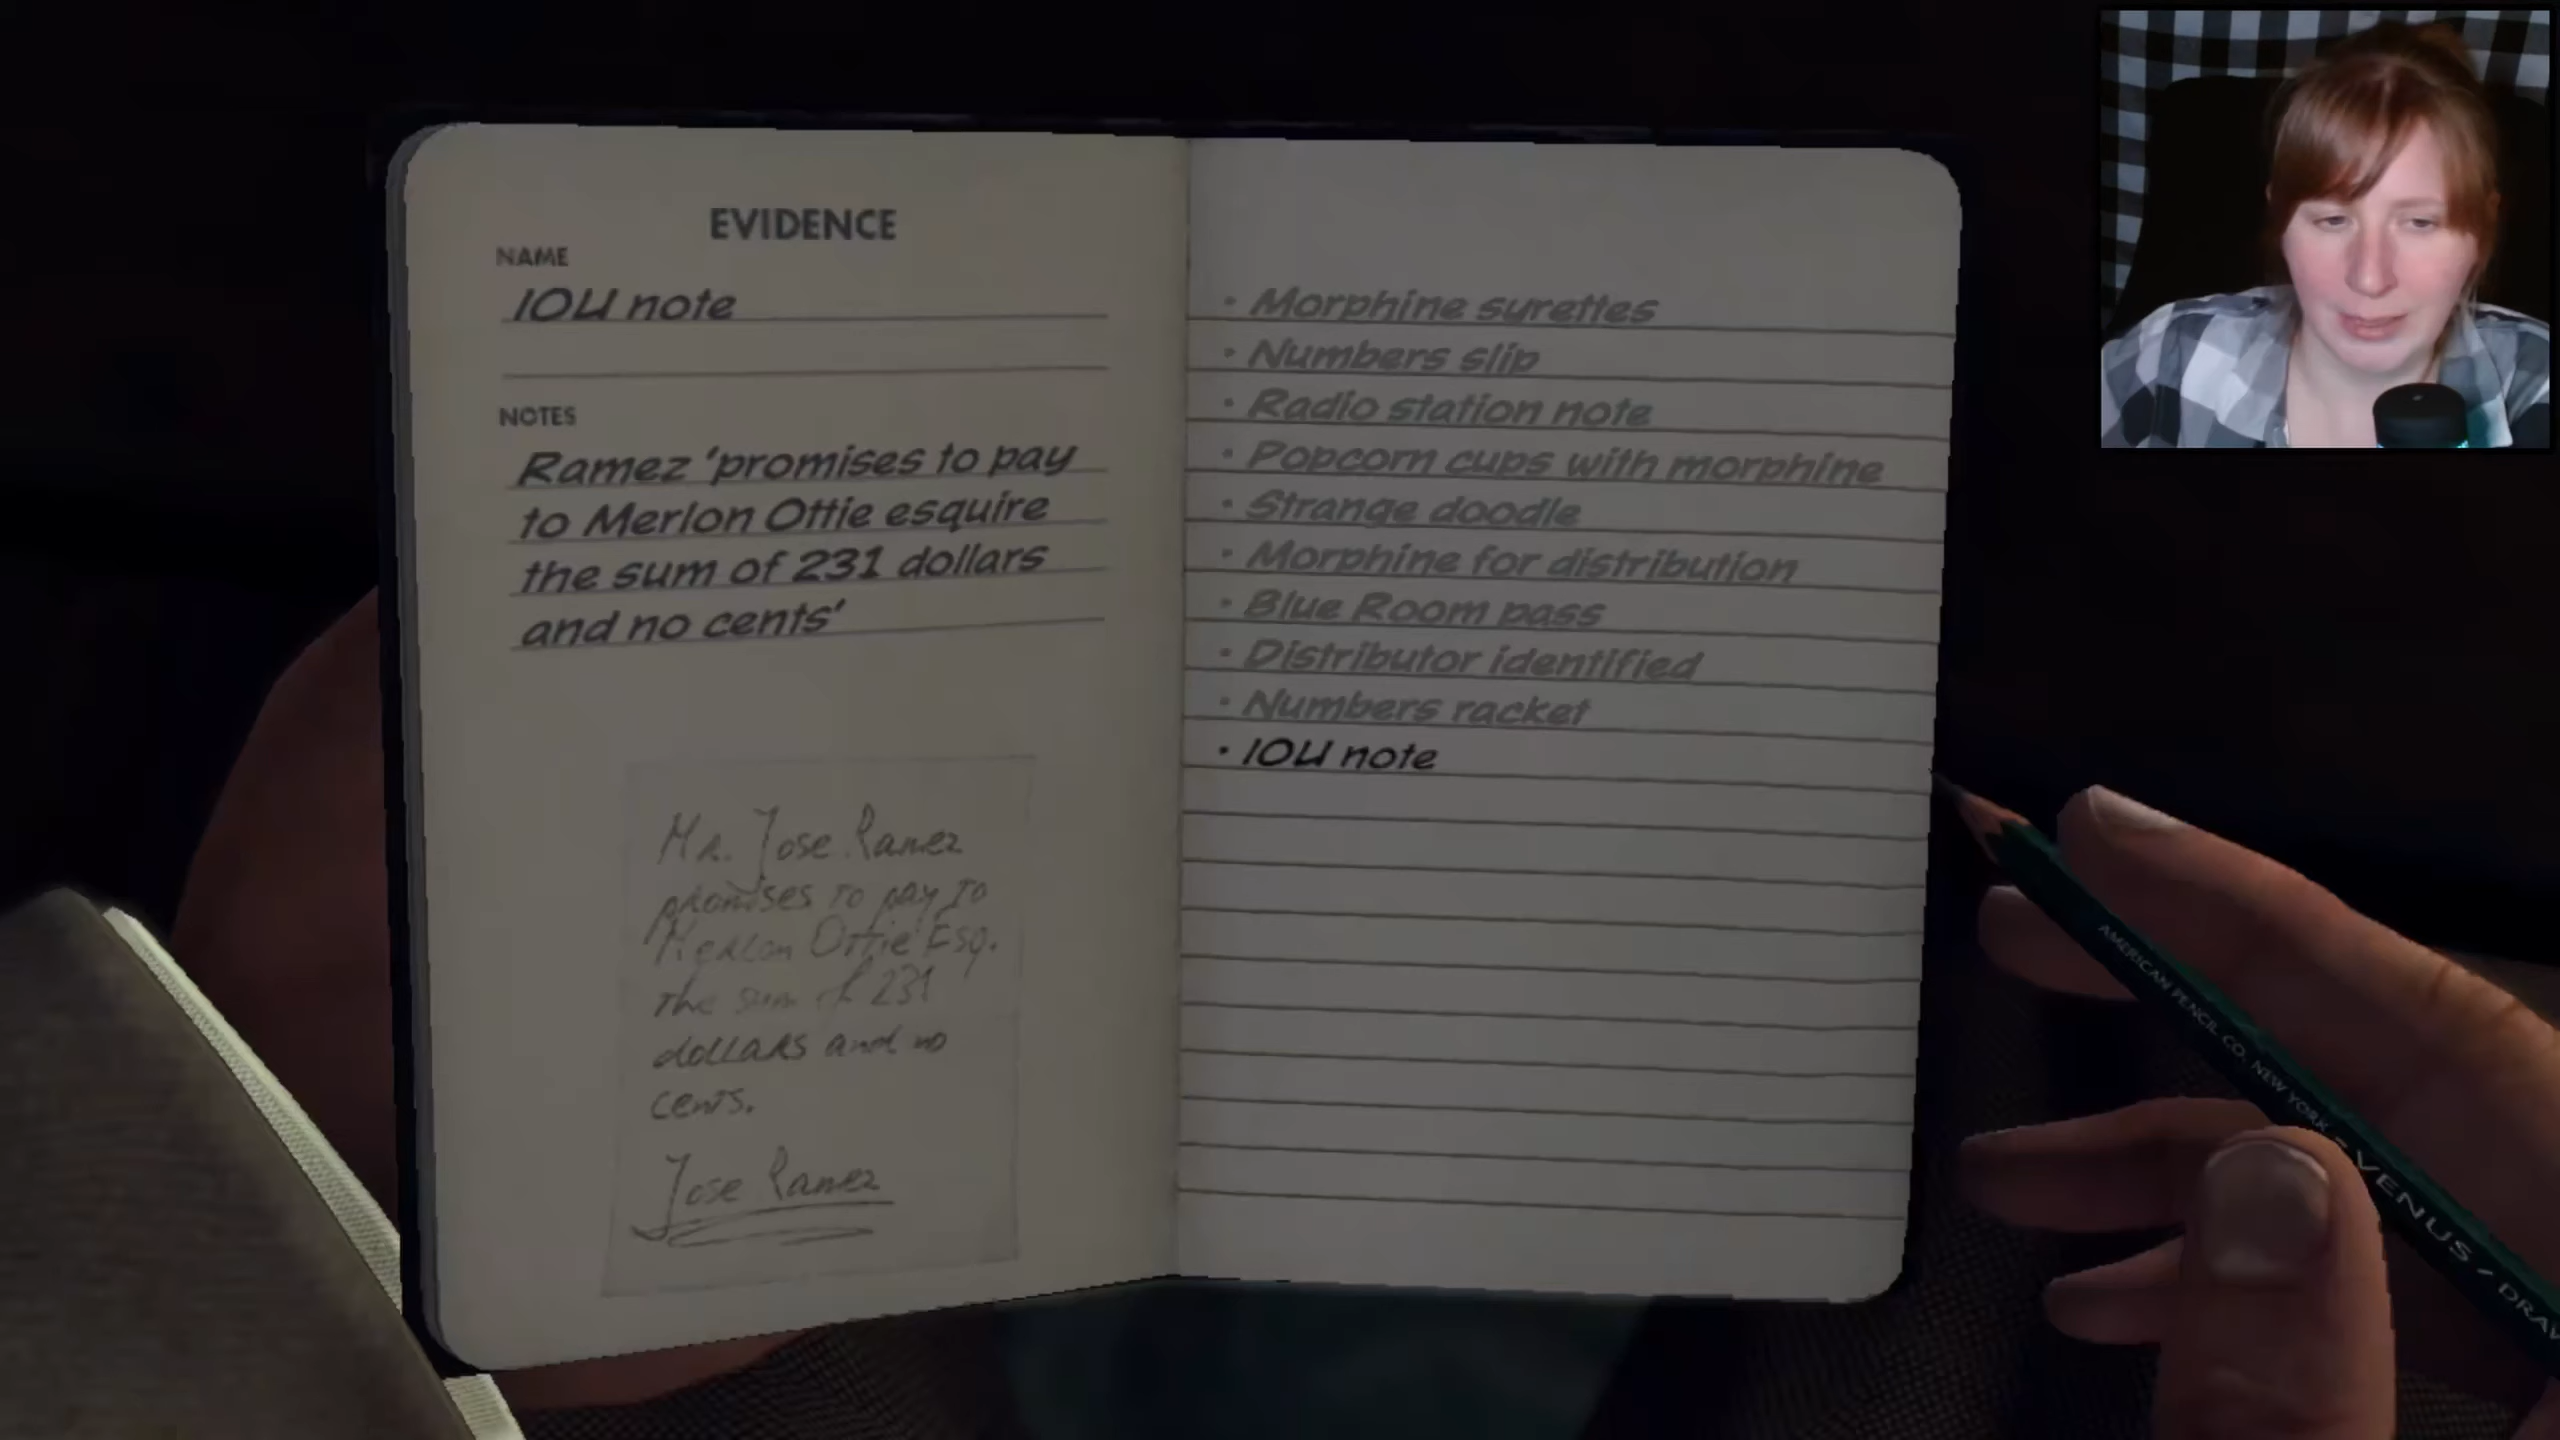 EVIDENCE
NAME
IOU note
NOTES
Ramez 'promises to pay
to Merlon Ottie esquire
the sum of 231 dollars
and no cents'
Mr. Jose Ramez
promises to pay to
Merlon Ottie Esq.
the sum of 231
dollars and no
cents.
Jose Ramez
• Morphine surettes
• Numbers slip
• Radio station note
• Popcorn cups with morphine
• Strange doodle
• Morphine for distribution
• Blue Room pass
• Distributor identified
• Numbers racket
• IOU note
AMERICAN PENCIL CO. NEW YORK VENUS / DRAW